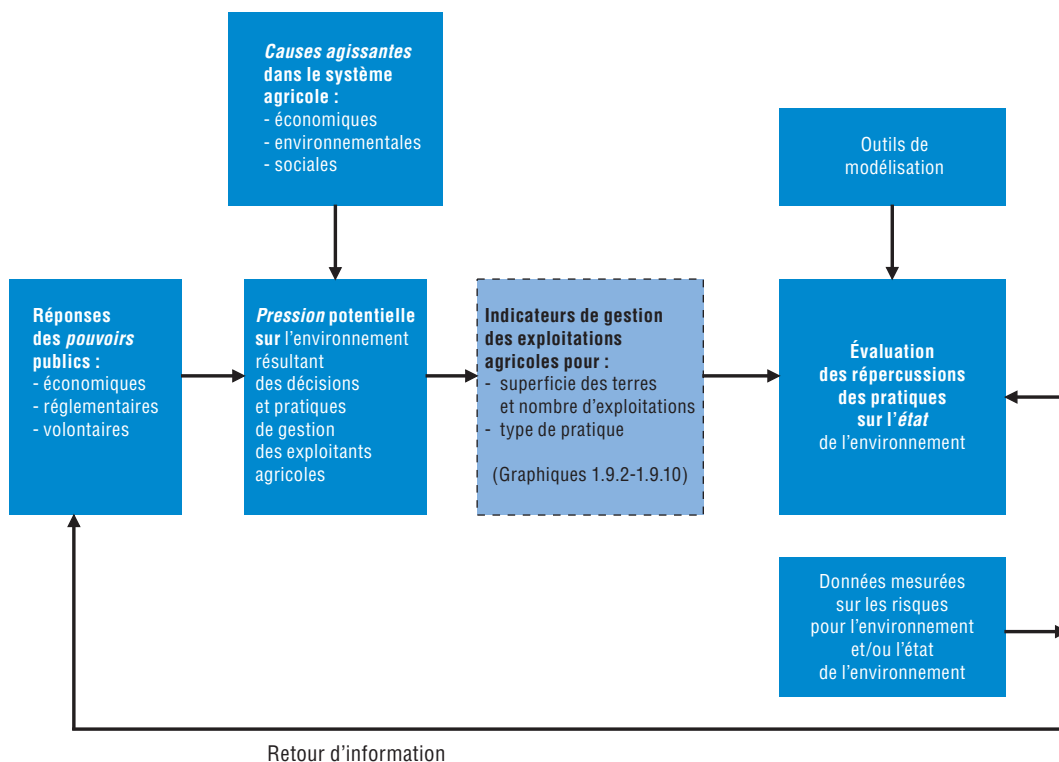 Causes agissantes
dans le système
agricole :
- économiques
- environnementales
- sociales
Outils de
modélisation
Réponses
des pouvoirs
publics :
- économiques
- réglementaires
- volontaires
Pression potentielle
sur l'environnement
résultant
des décisions
et pratiques
de gestion
des exploitants
agricoles
Indicateurs de gestion
des exploitations
agricoles pour :
- superficie des terres
et nombre d'exploitations
- type de pratique
(Graphiques 1.9.2-1.9.10)
Évaluation
des répercussions
des pratiques
sur l'état
de l'environnement
Données mesurées
sur les risques
pour l'environnement
et/ou l'état
de l'environnement
Retour d'information